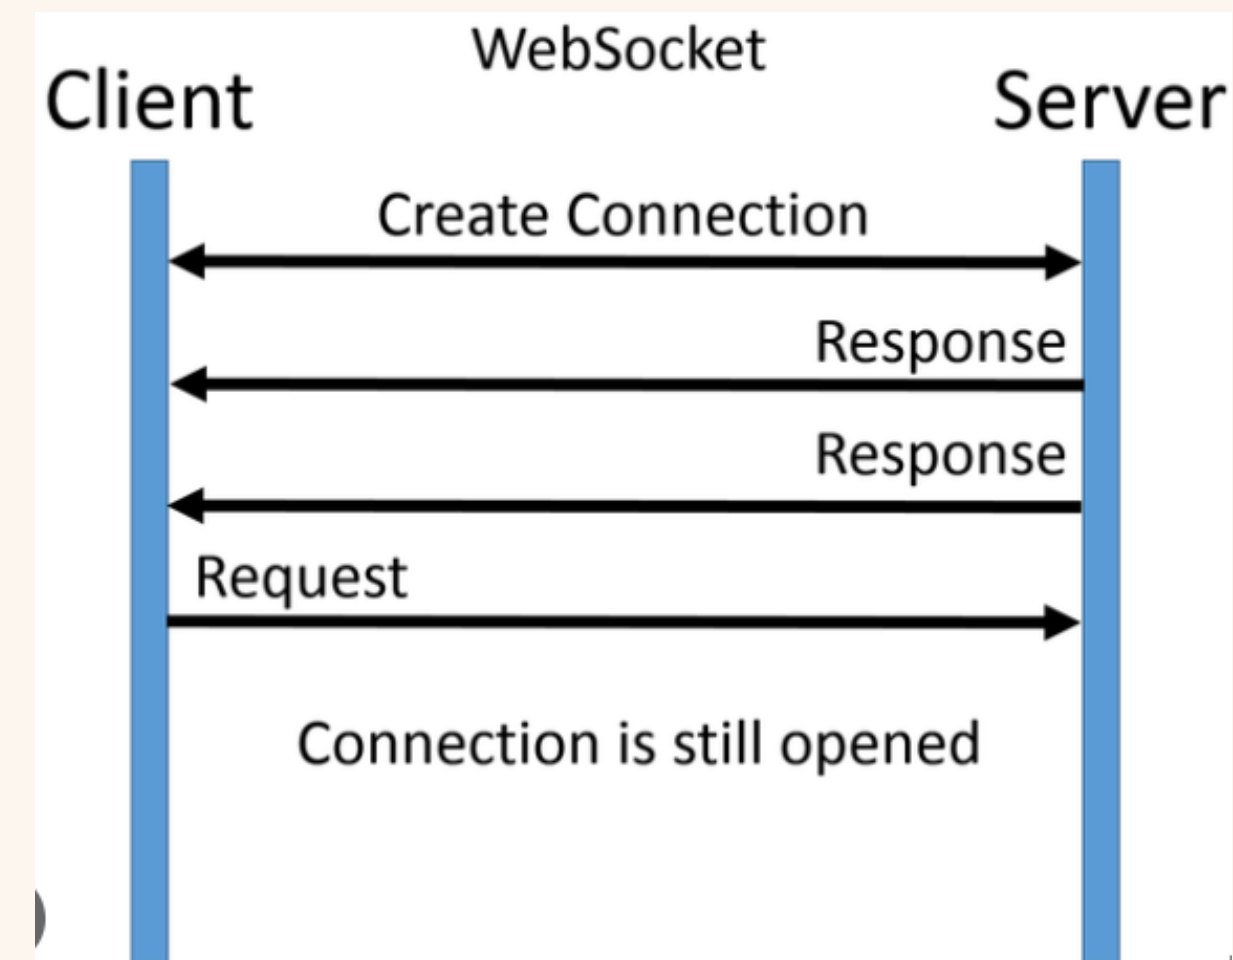 WebSocket
Client
Server
Create Connection
Response
Response
Request
Connection is still opened